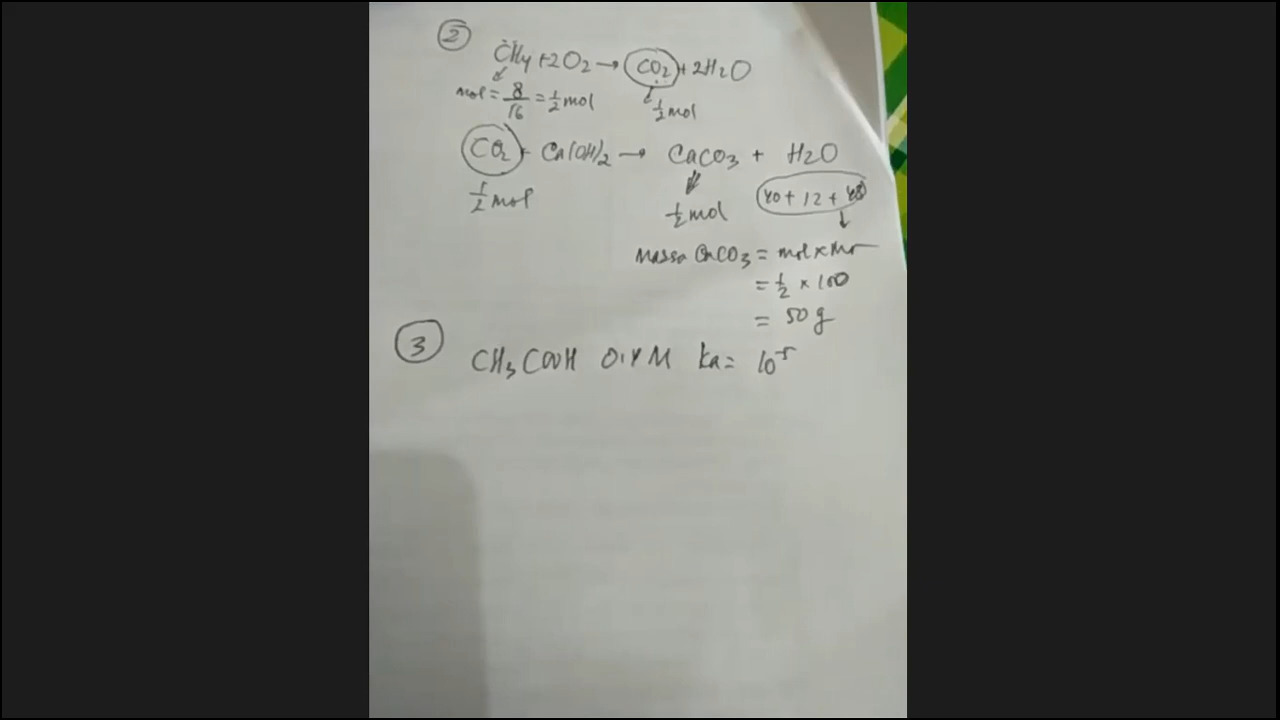 2
CH4 + 2O2 → CO2 + 2H2O
mol = 8/16 = 1/2 mol 1/2 mol
CO2 + Ca(OH)2 → CaCO3 + H2O
1/2 mol 1/2 mol 40 + 12 + 48
Massa CaCO3 = mol x Mr
= 1/2 x 100
= 50 g
3
CH3COOH 0.4 M ka = 10-5